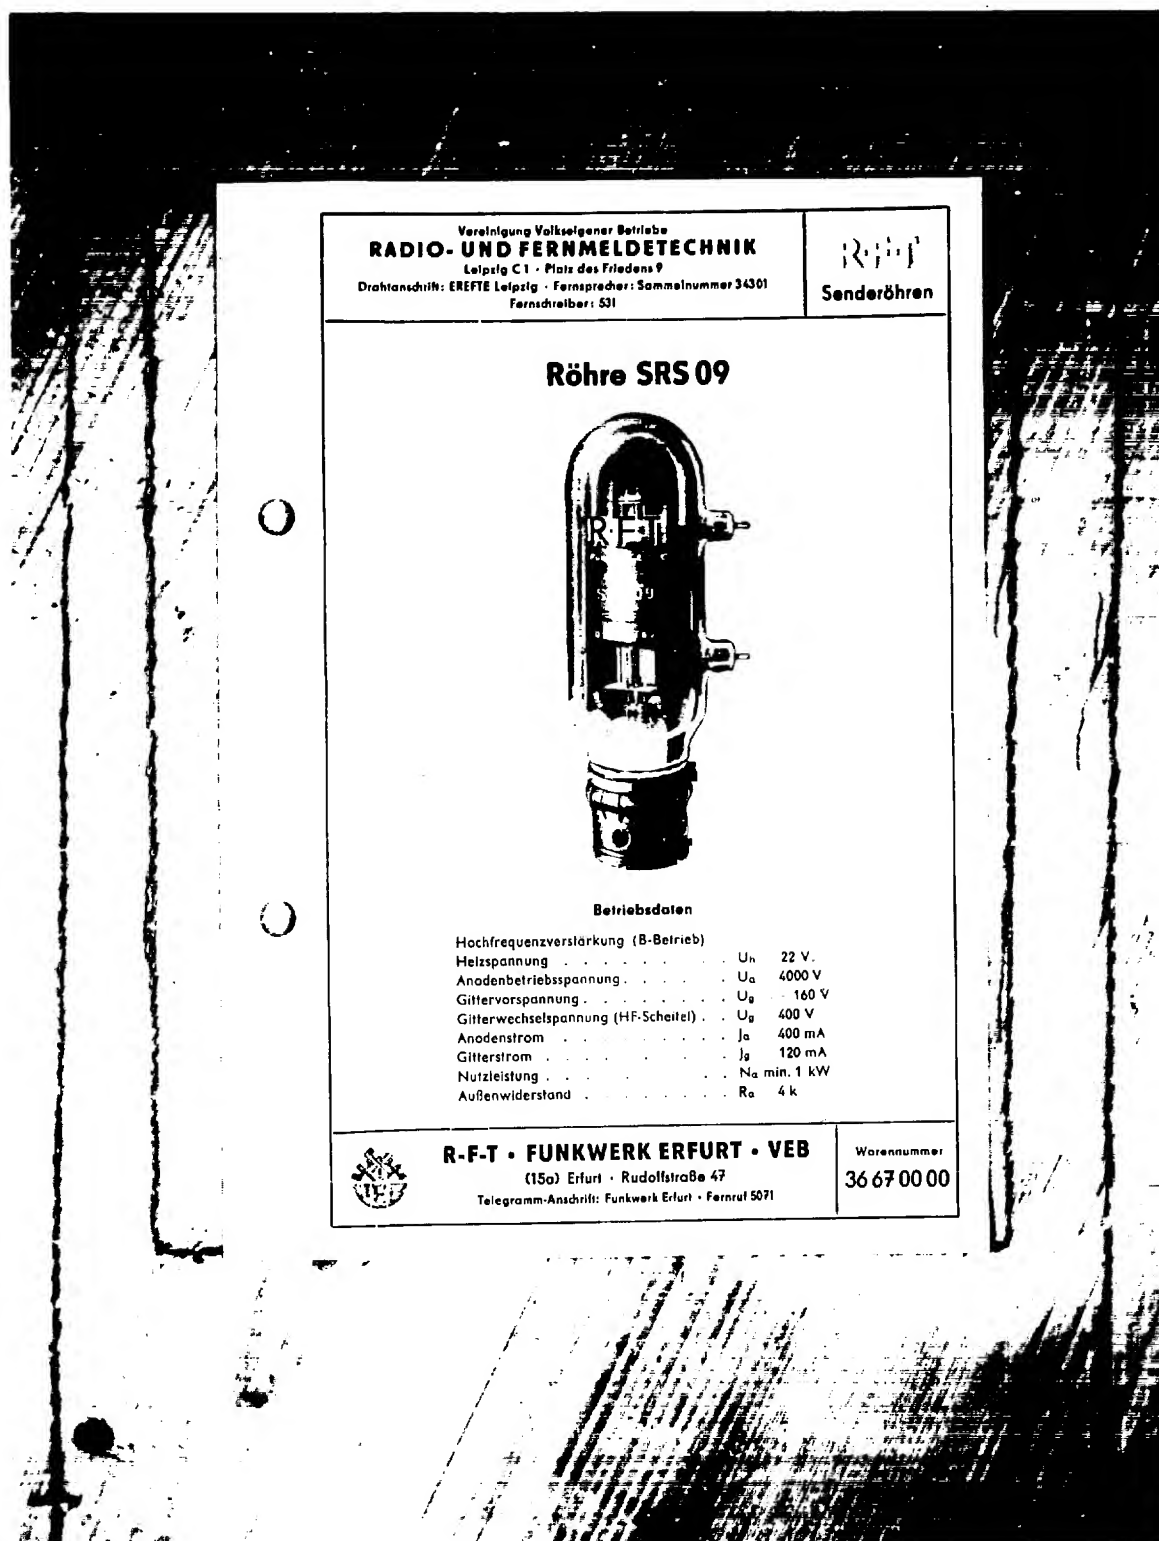 Vereinigung Volkseigener Betriebe
RADIO- UND FERNMELDETECHNIK
Leipzig C 1 · Platz des Friedens 9
Drahtanschrift: EREFTE Leipzig · Fernsprecher: Sammelnummer 34301
Fernschreiber: 531
R-F-T
Senderöhren
Röhre SRS 09
R-F-T
Betriebsdaten
Hochfrequenzverstärkung (B-Betrieb)
Heizspannung . . . . . . . . . Uh 22 V.
Anodenbetriebsspannung . . . . . . Ua 4000 V
Gittervorspannung . . . . . . . . Ug - 160 V
Gitterwechselspannung (HF-Scheitel) . . Ug 400 V
Anodenstrom . . . . . . . . . Ja 400 mA
Gitterstrom . . . . . . . . . Jg 120 mA
Nutzleistung . . . . . . . Na min. 1 kW
Außenwiderstand . . . . . . . . Ra 4 k
R-F-T · FUNKWERK ERFURT · VEB
(15a) Erfurt · Rudolfstraße 47
Telegramm-Anschrift: Funkwerk Erfurt · Fernruf 5071
Warennummer
36 67 00 00